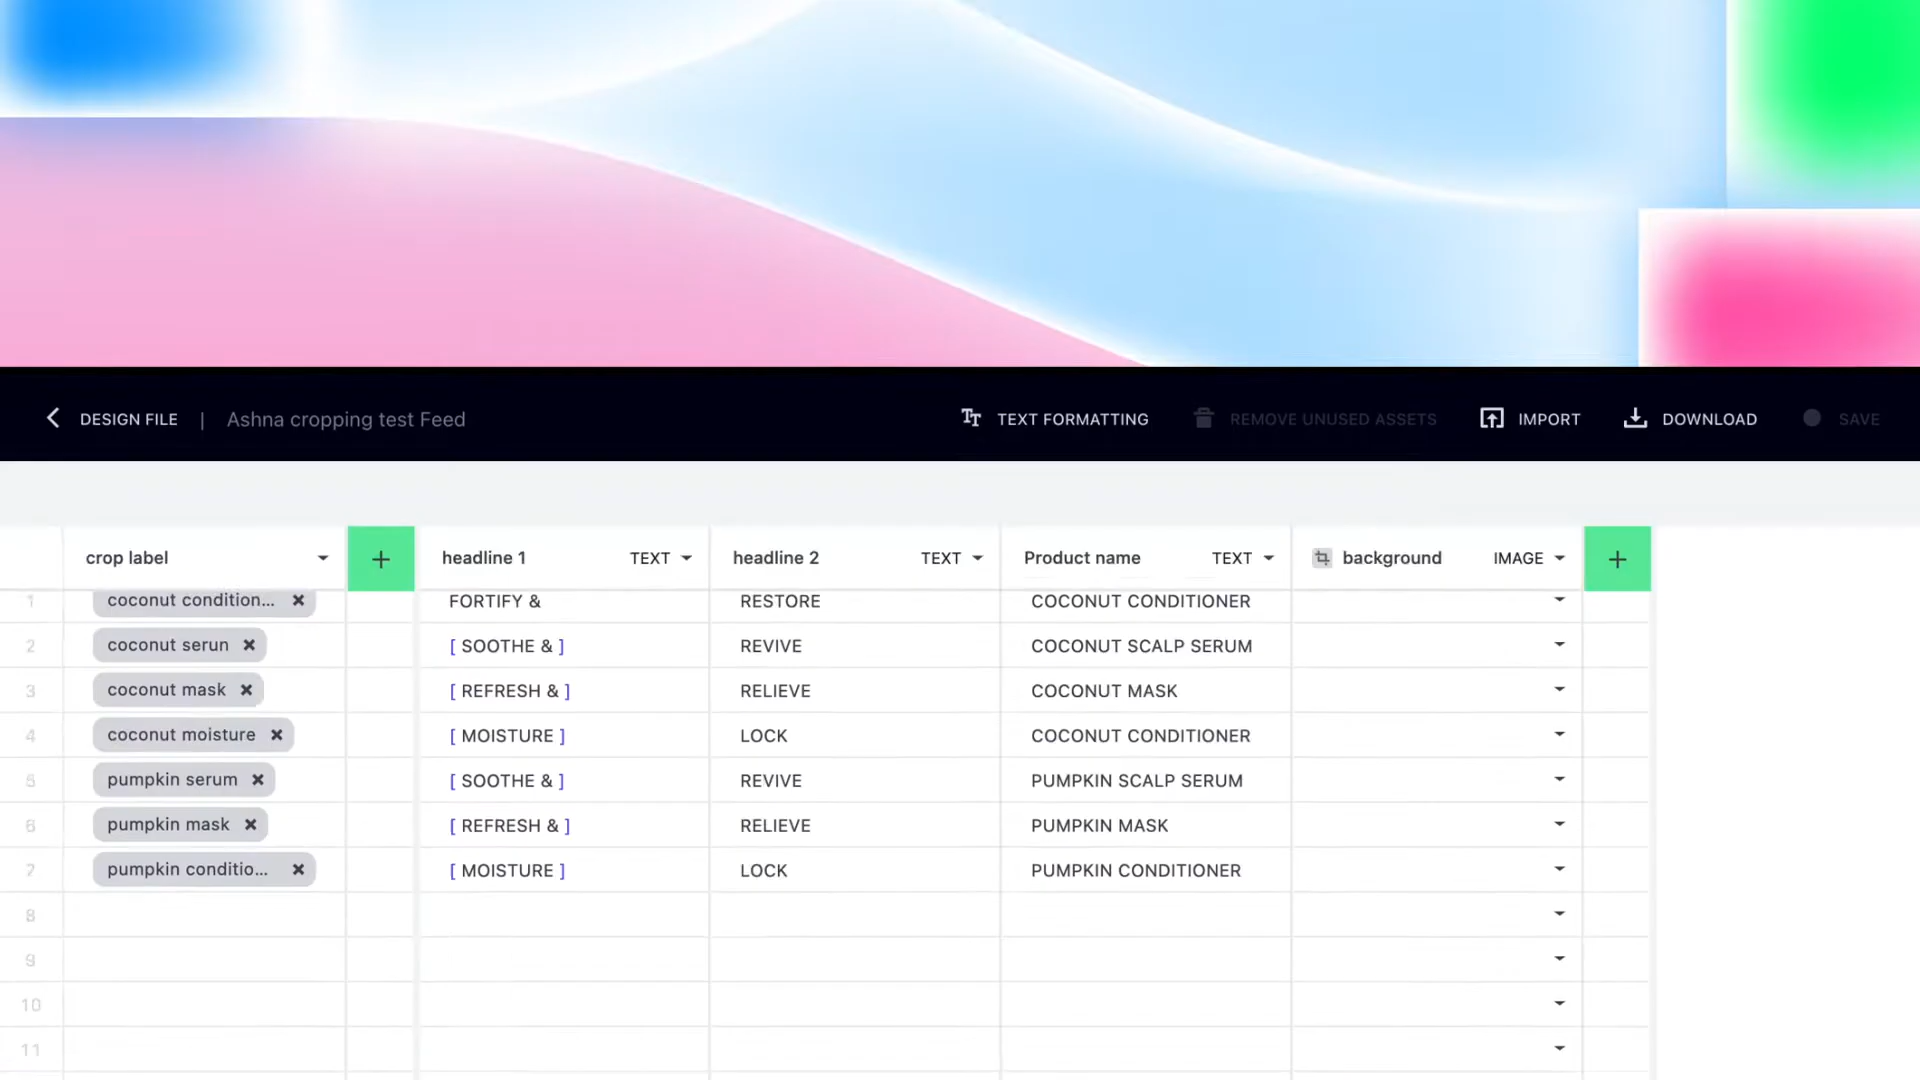 DESIGN FILE | Ashna cropping test Feed TEXT FORMATTING REMOVE UNUSED ASSETS IMPORT DOWNLOAD SAVE
crop label + headline 1 TEXT headline 2 TEXT Product name TEXT background IMAGE +
1 coconut condition... × FORTIFY & RESTORE COCONUT CONDITIONER
2 coconut serun × [ SOOTHE & ] REVIVE COCONUT SCALP SERUM
3 coconut mask × [ REFRESH & ] RELIEVE COCONUT MASK
4 coconut moisture × [ MOISTURE ] LOCK COCONUT CONDITIONER
5 pumpkin serum × [ SOOTHE & ] REVIVE PUMPKIN SCALP SERUM
6 pumpkin mask × [ REFRESH & ] RELIEVE PUMPKIN MASK
7 pumpkin conditio... × [ MOISTURE ] LOCK PUMPKIN CONDITIONER
8
9
10
11